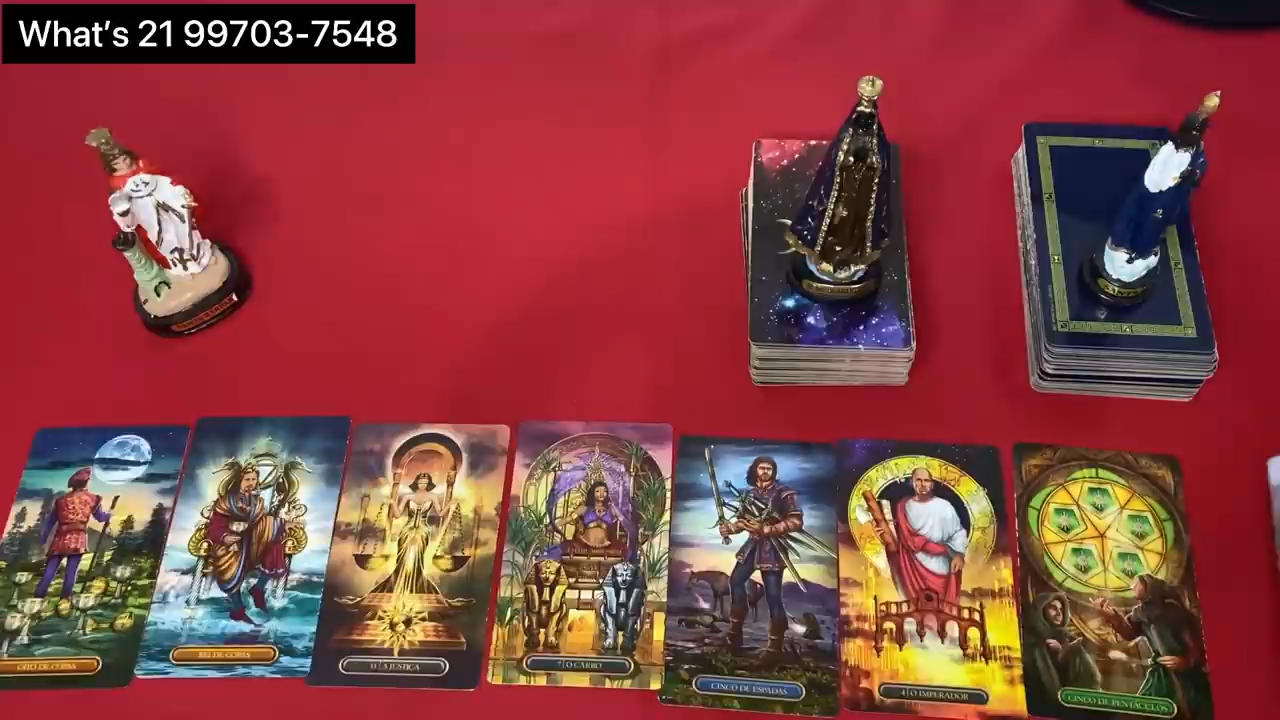 What's 21 99703-7548
OITO DE COPAS
REI DE COPAS
11 | A JUSTIÇA
7 | O CARRO
CINCO DE ESPADAS
4 | O IMPERADOR
CINCO DE PENTÁCULOS